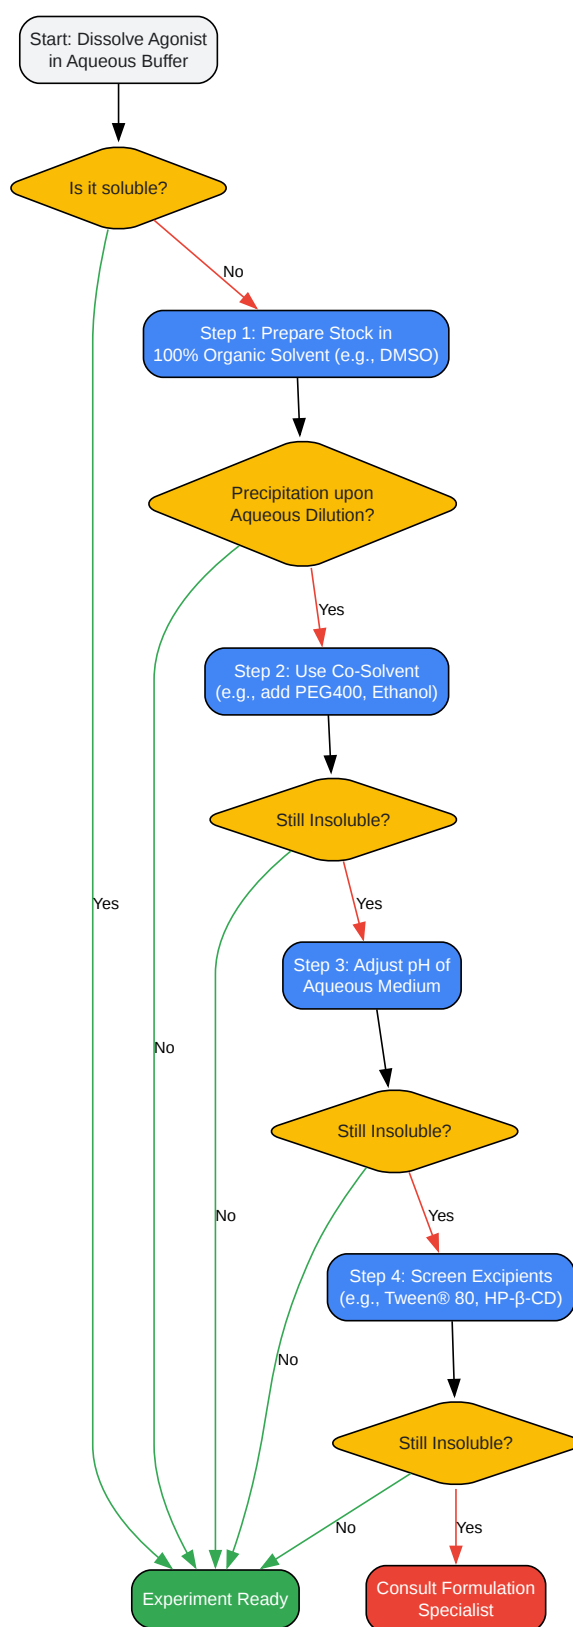 Start: Dissolve Agonist
in Aqueous Buffer
Is it soluble?
No
Step 1: Prepare Stock in
100% Organic Solvent (e.g., DMSO)
Precipitation upon
Aqueous Dilution?
Yes
Step 2: Use Co-Solvent
(e.g., add PEG400, Ethanol)
Still Insoluble?
Yes
Yes
Step 3: Adjust pH of
Aqueous Medium
No
Still Insoluble?
No
Yes
Step 4: Screen Excipients
(e.g., Tween® 80, HP-β-CD)
No
Still Insoluble?
No
Yes
Experiment Ready
Consult Formulation
Specialist